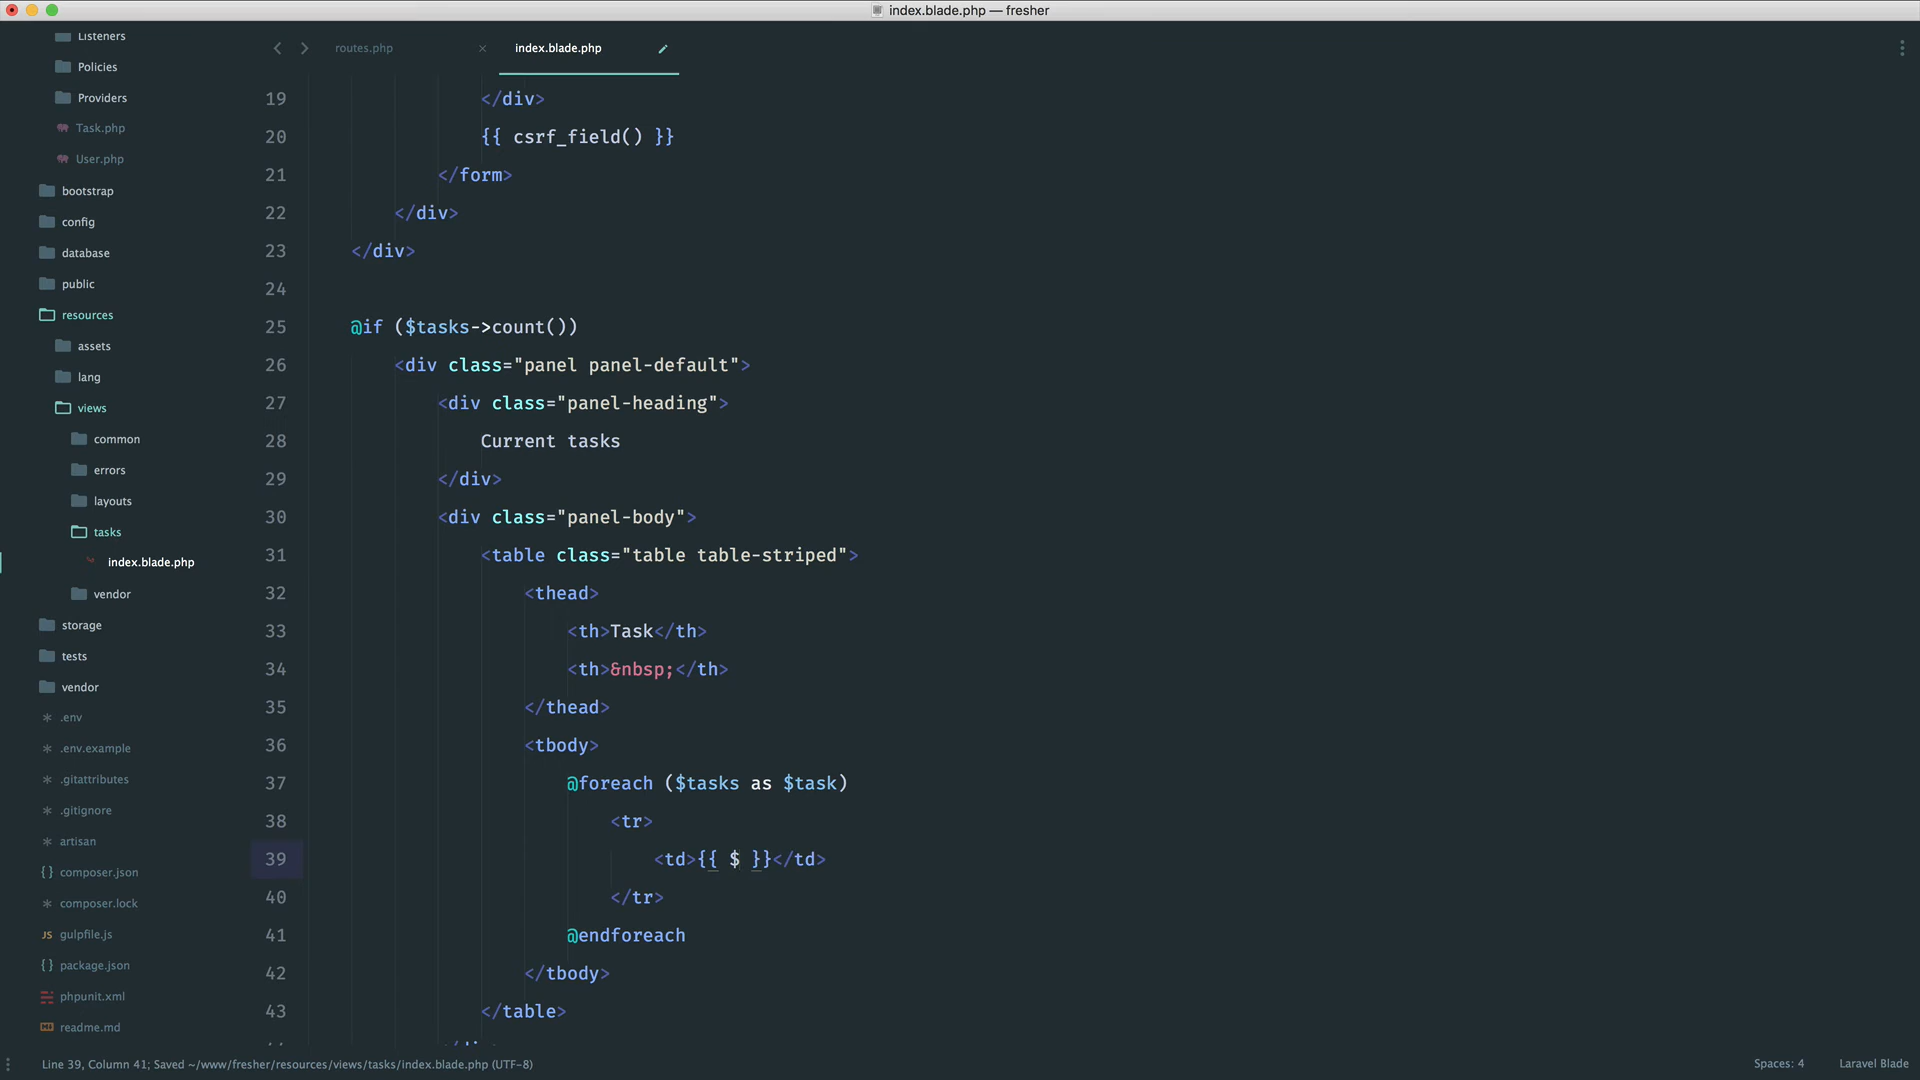 index.blade.php — fresher
Listeners
Policies
Providers
Task.php
User.php
bootstrap
config
database
public
resources
assets
lang
views
common
errors
layouts
tasks
index.blade.php
vendor
storage
tests
vendor
.env
.env.example
.gitattributes
.gitignore
artisan
composer.json
composer.lock
JS gulpfile.js
package.json
phpunit.xml
readme.md
routes.php × index.blade.php
19 </div>
20 {{ csrf_field() }}
21 </form>
22 </div>
23 </div>
24
25 @if ($tasks->count())
26 <div class="panel panel-default">
27 <div class="panel-heading">
28 Current tasks
29 </div>
30 <div class="panel-body">
31 <table class="table table-striped">
32 <thead>
33 <th>Task</th>
34 <th>&nbsp;</th>
35 </thead>
36 <tbody>
37 @foreach ($tasks as $task)
38 <tr>
39 <td>{{ $ }}</td>
40 </tr>
41 @endforeach
42 </tbody>
43 </table>
Line 39, Column 41; Saved ~/www/fresher/resources/views/tasks/index.blade.php (UTF-8)
Spaces: 4 Laravel Blade